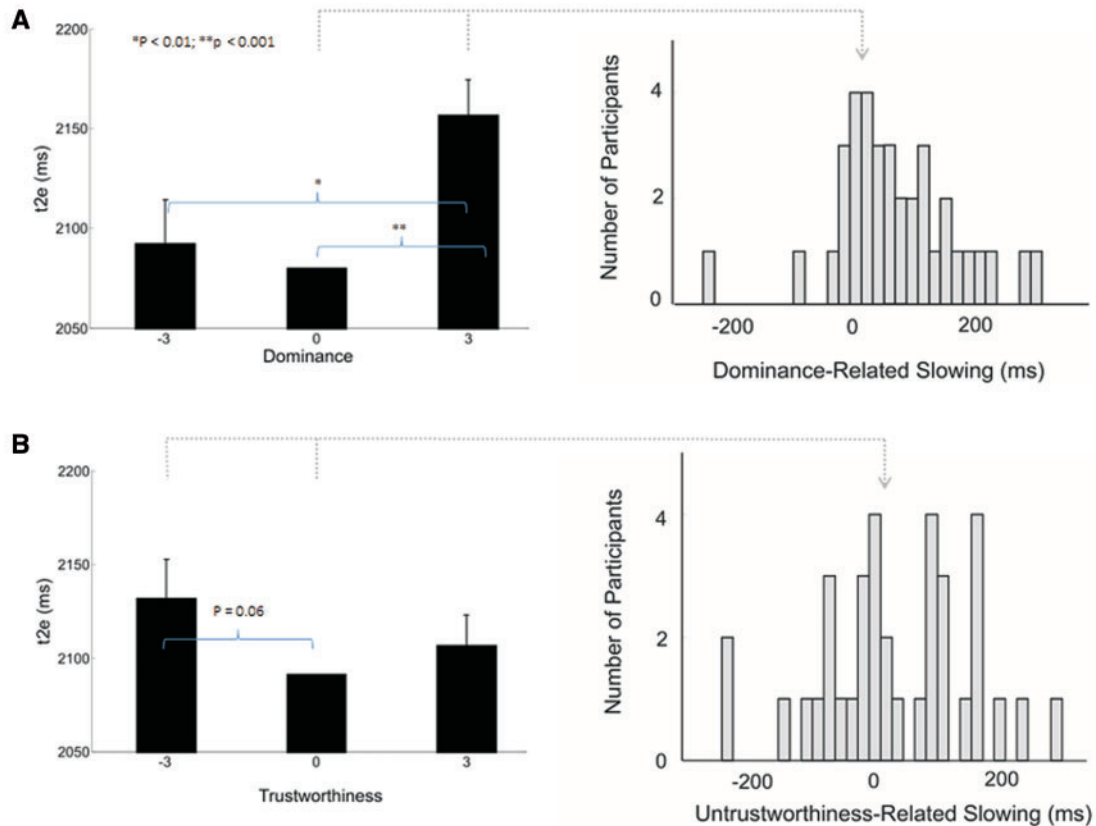 A
*P < 0.01; **p < 0.001
2200
2150
2100
2050
t2e (ms)
*
**
-3
0
3
Dominance
4
2
0
Number of Participants
-200
0
200
Dominance-Related Slowing (ms)
B
2200
2150
2100
2050
t2e (ms)
P = 0.06
-3
0
3
Trustworthiness
4
2
0
Number of Participants
-200
0
200
Untrustworthiness-Related Slowing (ms)